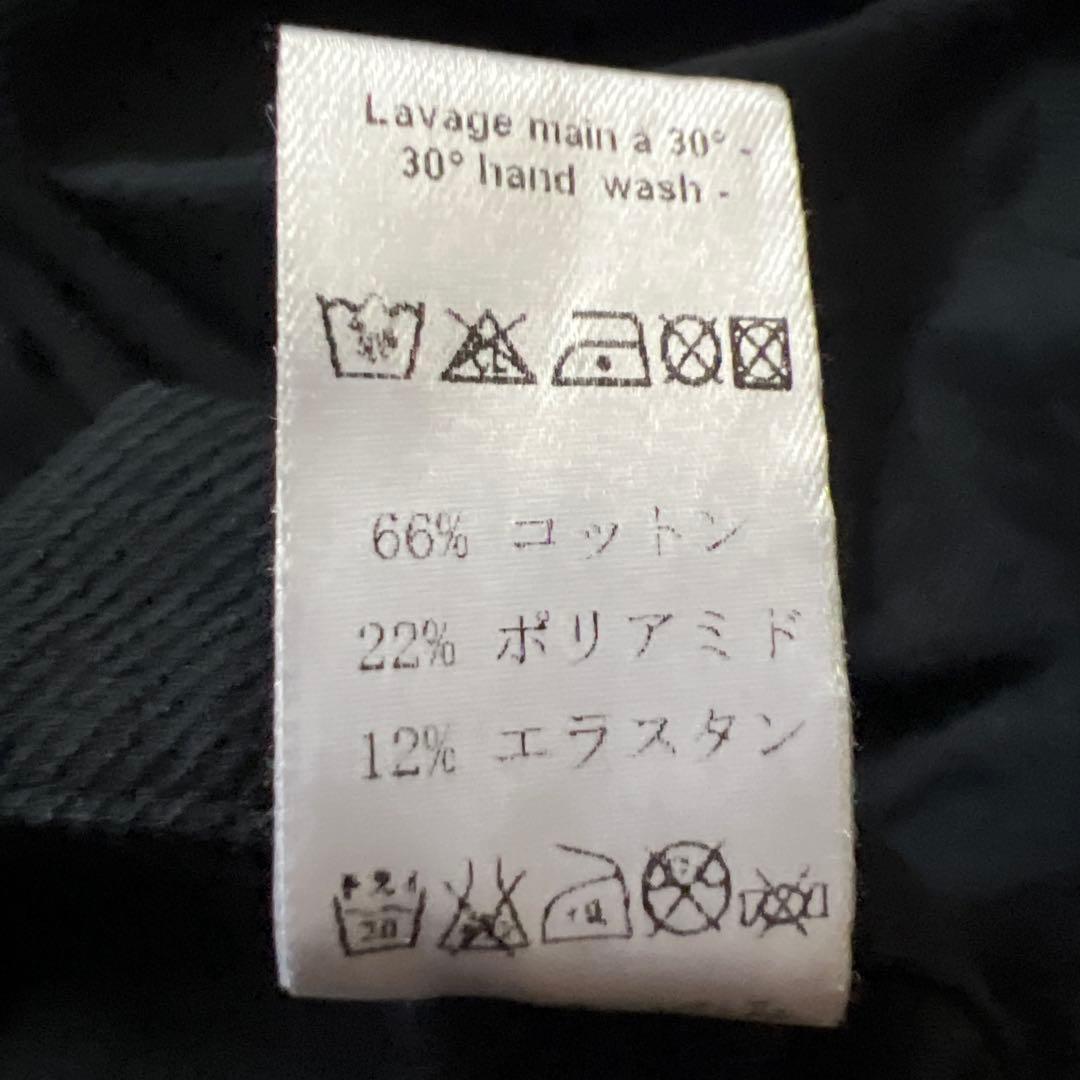 Lavage main à 30° -
30° hand wash -
CL
66% コットン
22% ポリアミド
12% エラスタン